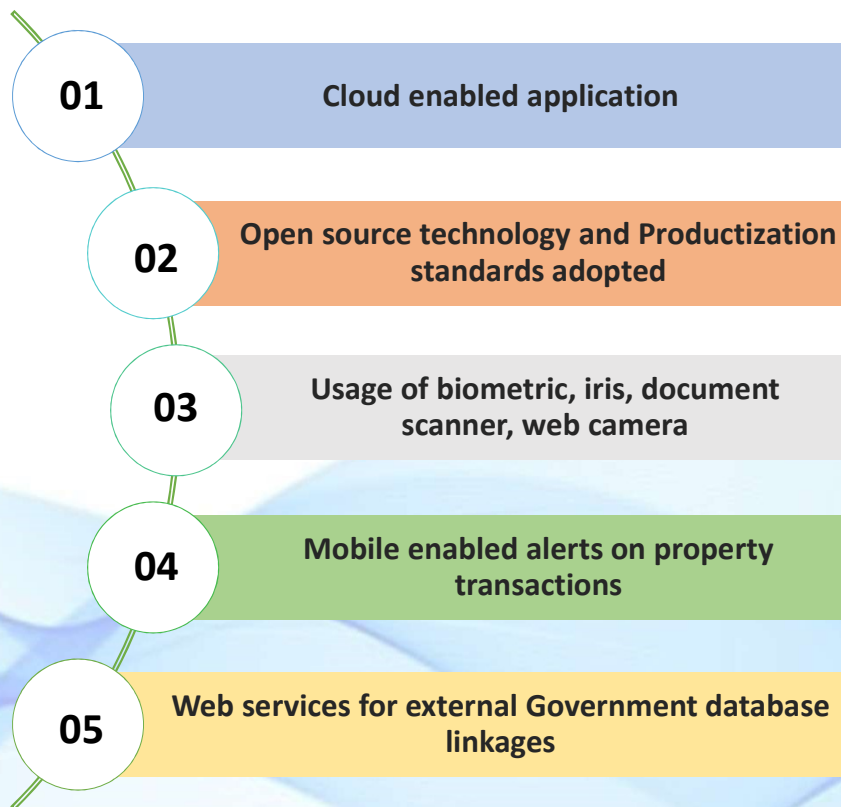 01
Cloud enabled application
02
Open source technology and Productization
standards adopted
03
Usage of biometric, iris, document
scanner, web camera
04
Mobile enabled alerts on property
transactions
05
Web services for external Government database
linkages